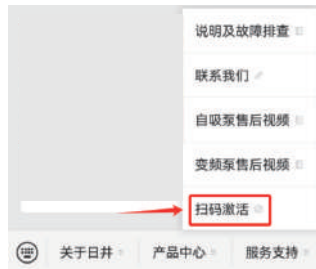 说明及故障排查
联系我们
自吸泵售后视频
变频泵售后视频
扫码激活
关于日井 产品中心 服务支持